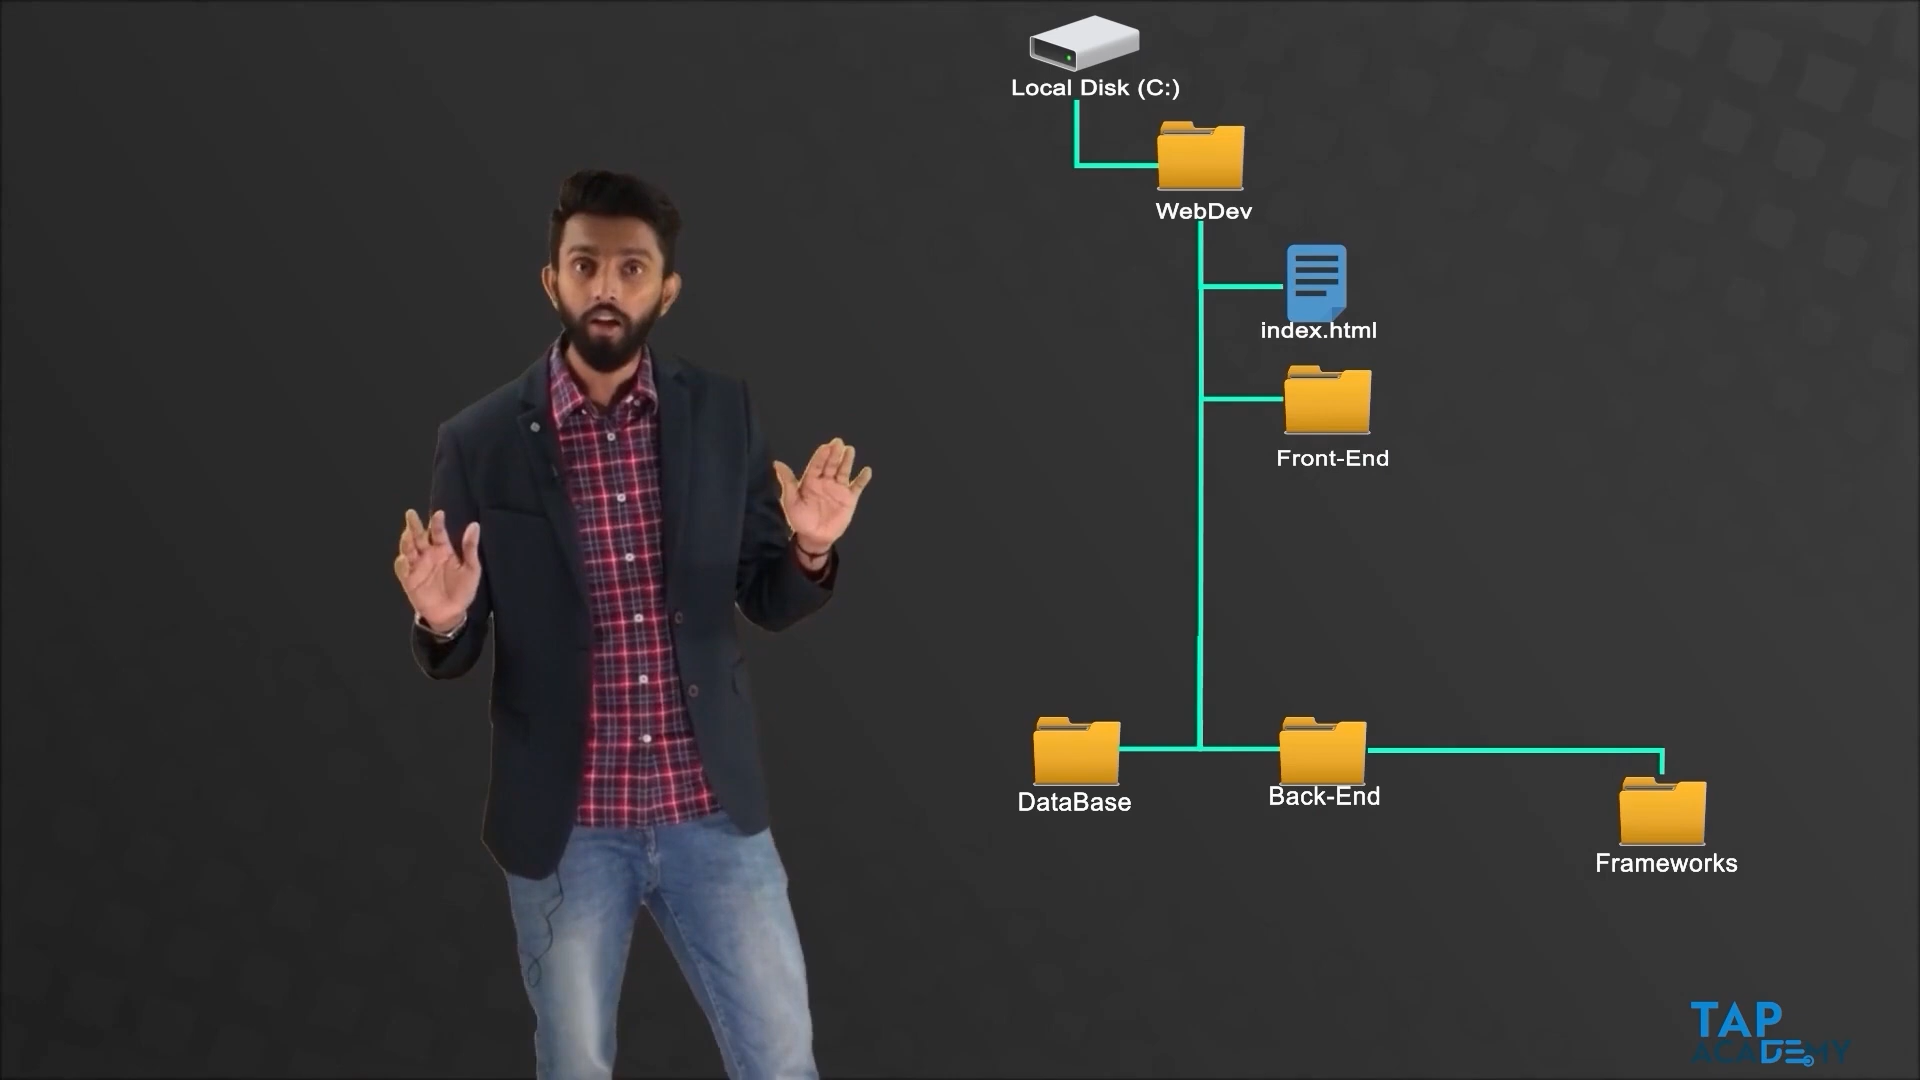 Local Disk (C:)
WebDev
index.html
Front-End
DataBase
Back-End
Frameworks
TAP
ACADEMY